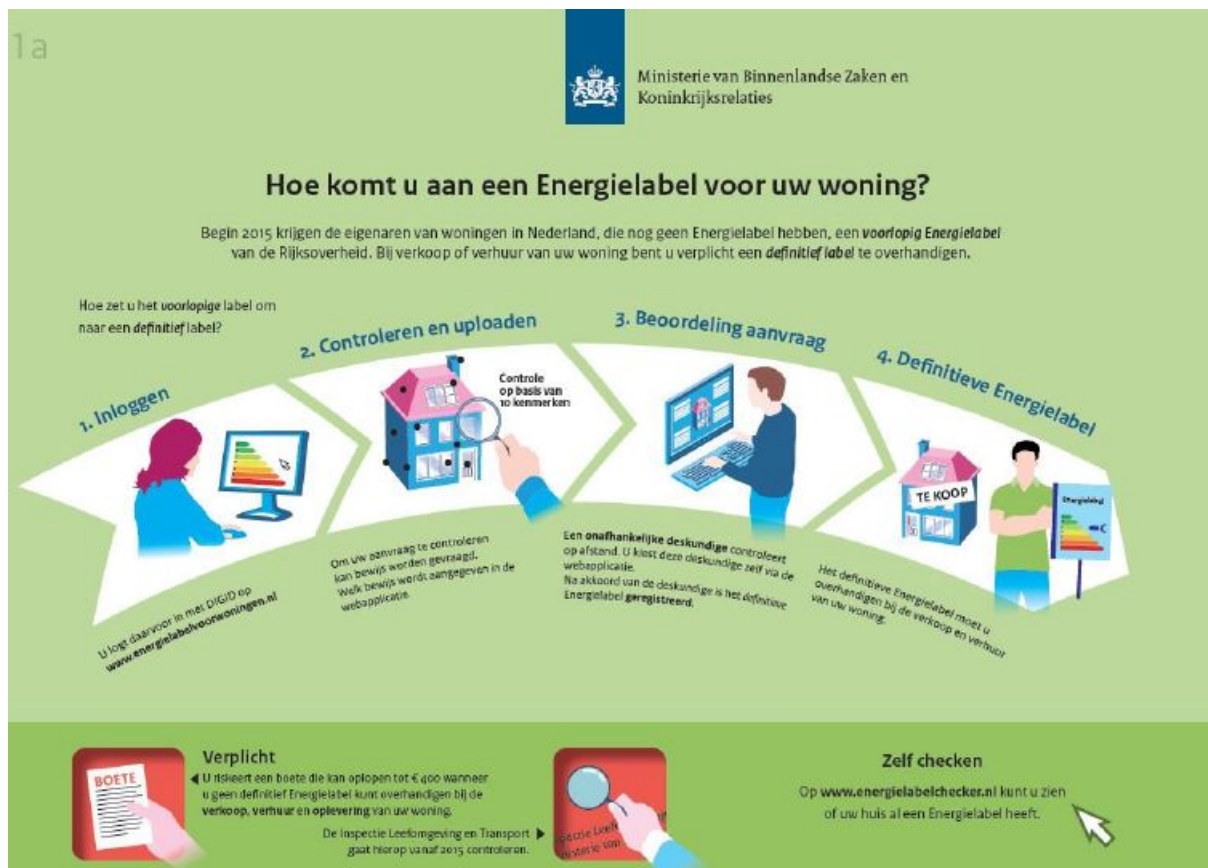 1a
Ministerie van Binnenlandse Zaken en
Koninkrijksrelaties
Hoe komt u aan een Energielabel voor uw woning?
Begin 2015 krijgen de eigenaren van woningen in Nederland, die nog geen Energielabel hebben, een voorlopig Energielabel
van de Rijksoverheid. Bij verkoop of verhuur van uw woning bent u verplicht een definitief label te overhandigen.
Hoe zet u het voorlopige label om
naar een definitief label?
1. Inloggen
U logt daarvoor in met DIGID op
www.energielabelvoorwoningen.nl
2. Controleren en uploaden
Controle
op basis van
10 kenmerken
Om uw aanvraag te controleren
kan bewijs worden gevraagd.
Welk bewijs wordt aangegeven in de
webapplicatie.
3. Beoordeling aanvraag
Een onafhankelijke deskundige controleert
op afstand. U kiest deze deskundige zelf via de
webapplicatie.
Na akkoord van de deskundige is het definitieve
Energielabel geregistreerd.
4. Definitieve Energielabel
TE KOOP
Energielabel
C
Het definitieve Energielabel moet u
overhandigen bij de verkoop en verhuur
van uw woning.
BOETE
Verplicht
U riskeert een boete die kan oplopen tot € 400 wanneer
u geen definitief Energielabel kunt overhandigen bij de
verkoop, verhuur en oplevering van uw woning.
De Inspectie Leefomgeving en Transport
gaat hierop vanaf 2015 controleren.
pectie Leefom
nisterie van
Zelf checken
Op www.energielabelchecker.nl kunt u zien
of uw huis al een Energielabel heeft.